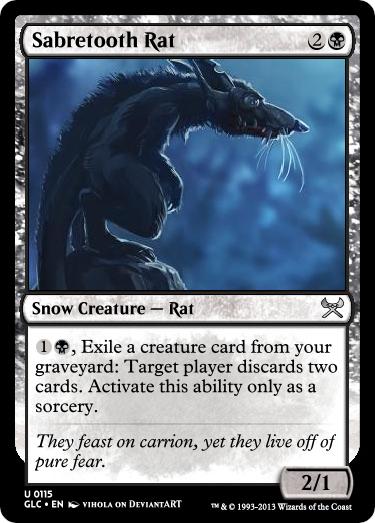 Sabretooth Rat 2
Snow Creature — Rat
1, Exile a creature card from your
graveyard: Target player discards two
cards. Activate this ability only as a
sorcery.
They feast on carrion, yet they live off of
pure fear.
2/1
U 0115
GLC • EN VIHOLA ON DEVIANTART
™ & © 1993-2013 Wizards of the Coast